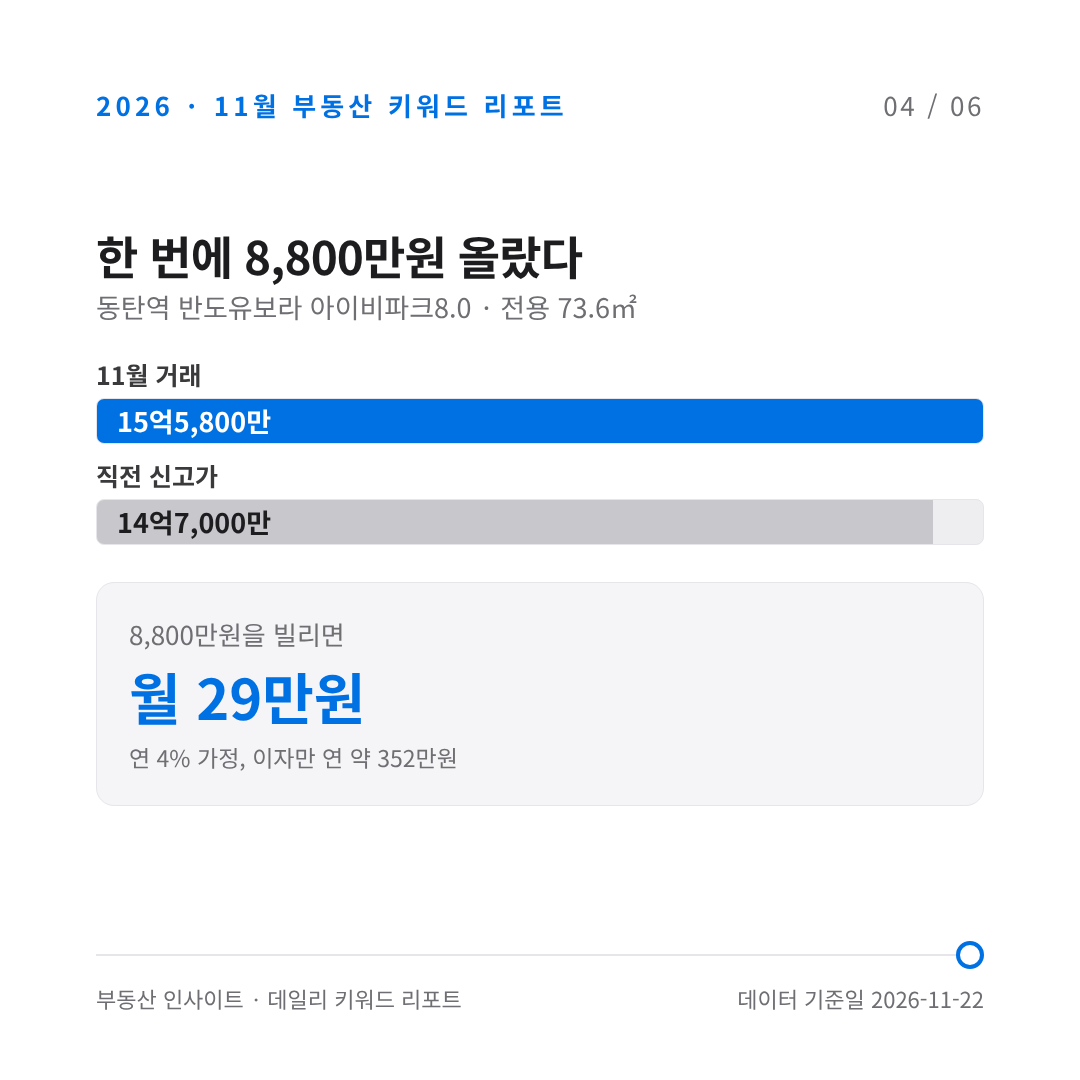 2026 · 11월 부동산 키워드 리포트
04 / 06
한 번에 8,800만원 올랐다
동탄역 반도유보라 아이비파크8.0 · 전용 73.6㎡
11월 거래
15억5,800만
직전 신고가
14억7,000만
8,800만원을 빌리면
월 29만원
연 4% 가정, 이자만 연 약 352만원
부동산 인사이트 · 데일리 키워드 리포트
데이터 기준일 2026-11-22